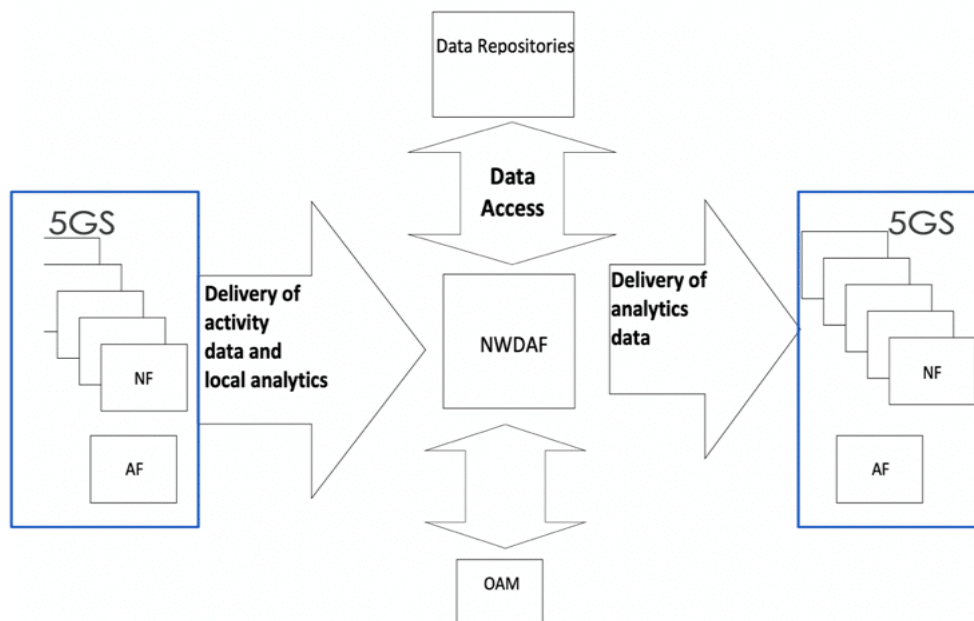 Data Repositories
Data
Access
5GS
Delivery of
activity
data and
local analytics
NF
AF
NWDAF
Delivery of
analytics
data
5GS
NF
AF
OAM